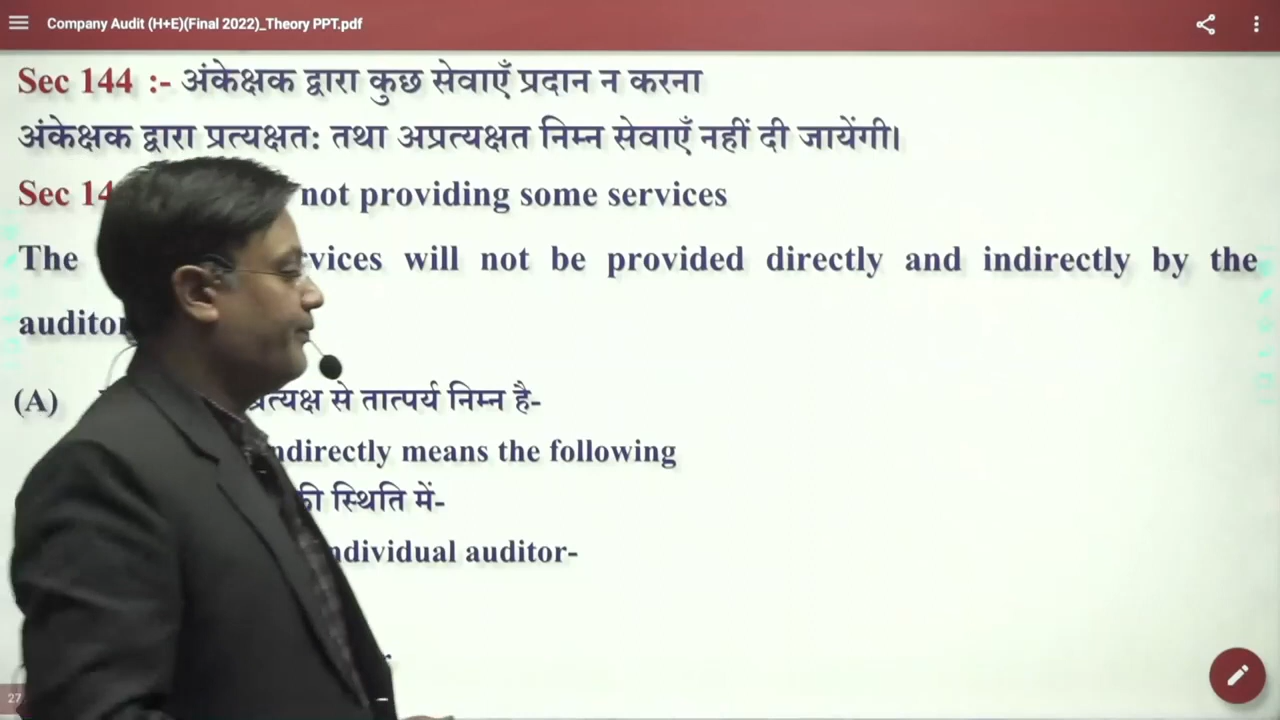 Company Audit (H+E)(Final 2022)_Theory PPT.pdf
Sec 144 :- अंकेक्षक द्वारा कुछ सेवाएँ प्रदान न करना
अंकेक्षक द्वारा प्रत्यक्षत: तथा अप्रत्यक्षत निम्न सेवाएँ नहीं दी जायेंगी।
Sec 14 not providing some services
The vices will not be provided directly and indirectly by the
auditor
(A) प्रत्यक्ष से तात्पर्य निम्न है-
ndirectly means the following
की स्थिति में-
ndividual auditor-
27